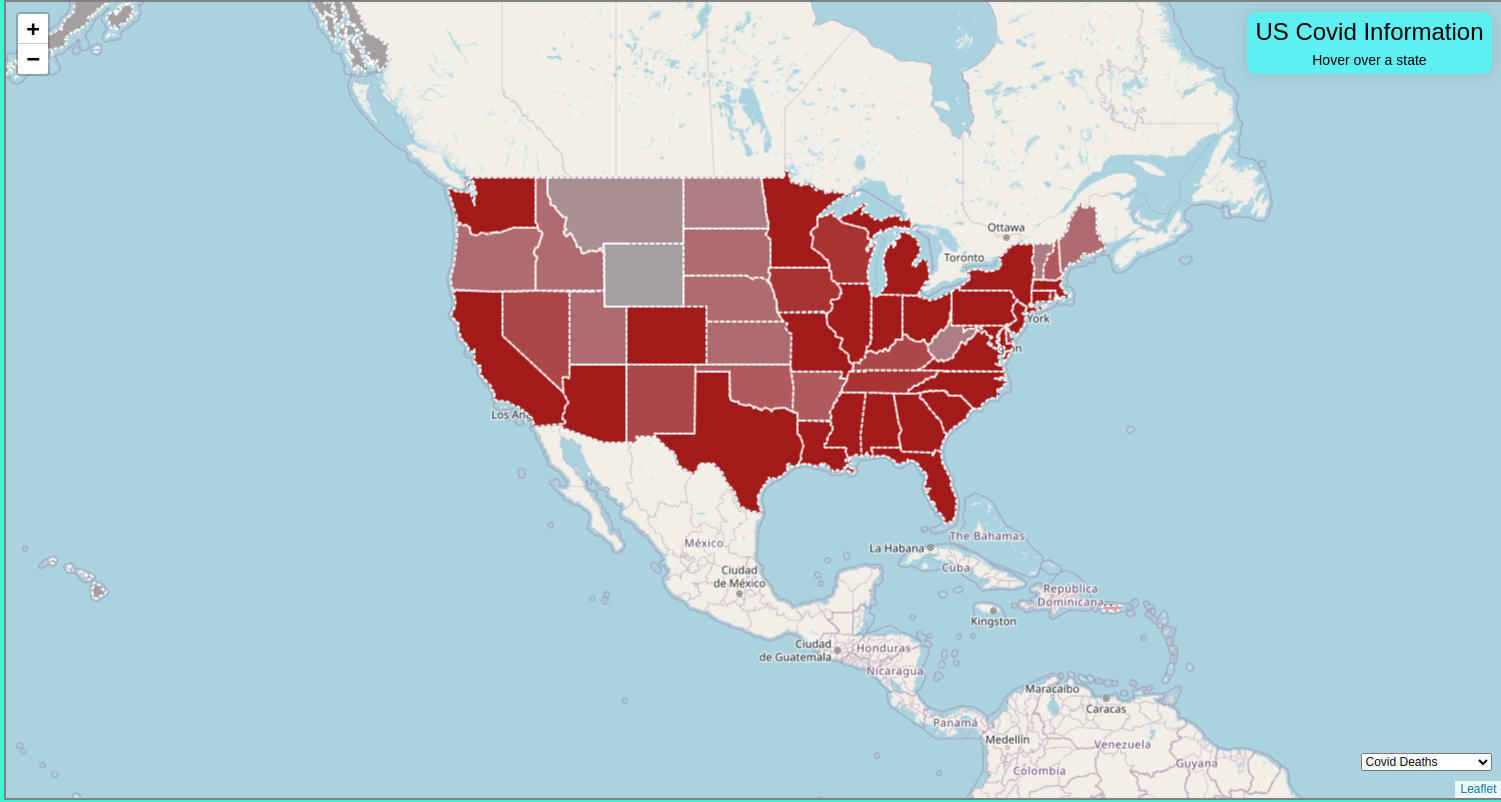 +
−
US Covid Information
Hover over a state
Ottawa
Toronto
York
Los An
México
Ciudad
de México
La Habana
The Bahamas
Cuba
República
Dominicana
Kingston
Ciudad
de Guatemala
Honduras
Nicaragua
Maracaibo
Caracas
Panamá
Medellín
Venezuela
Guyana
Colombia
Covid Deaths
Leaflet